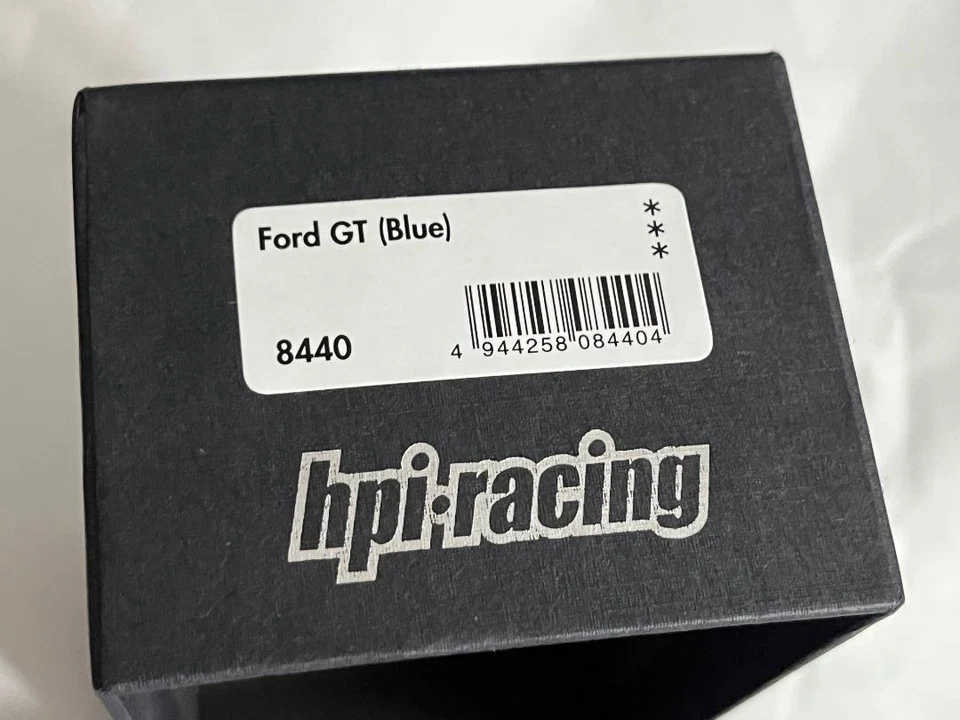 Ford GT (Blue)
*
*
*
8440
4 944258 084404
hpi·racing